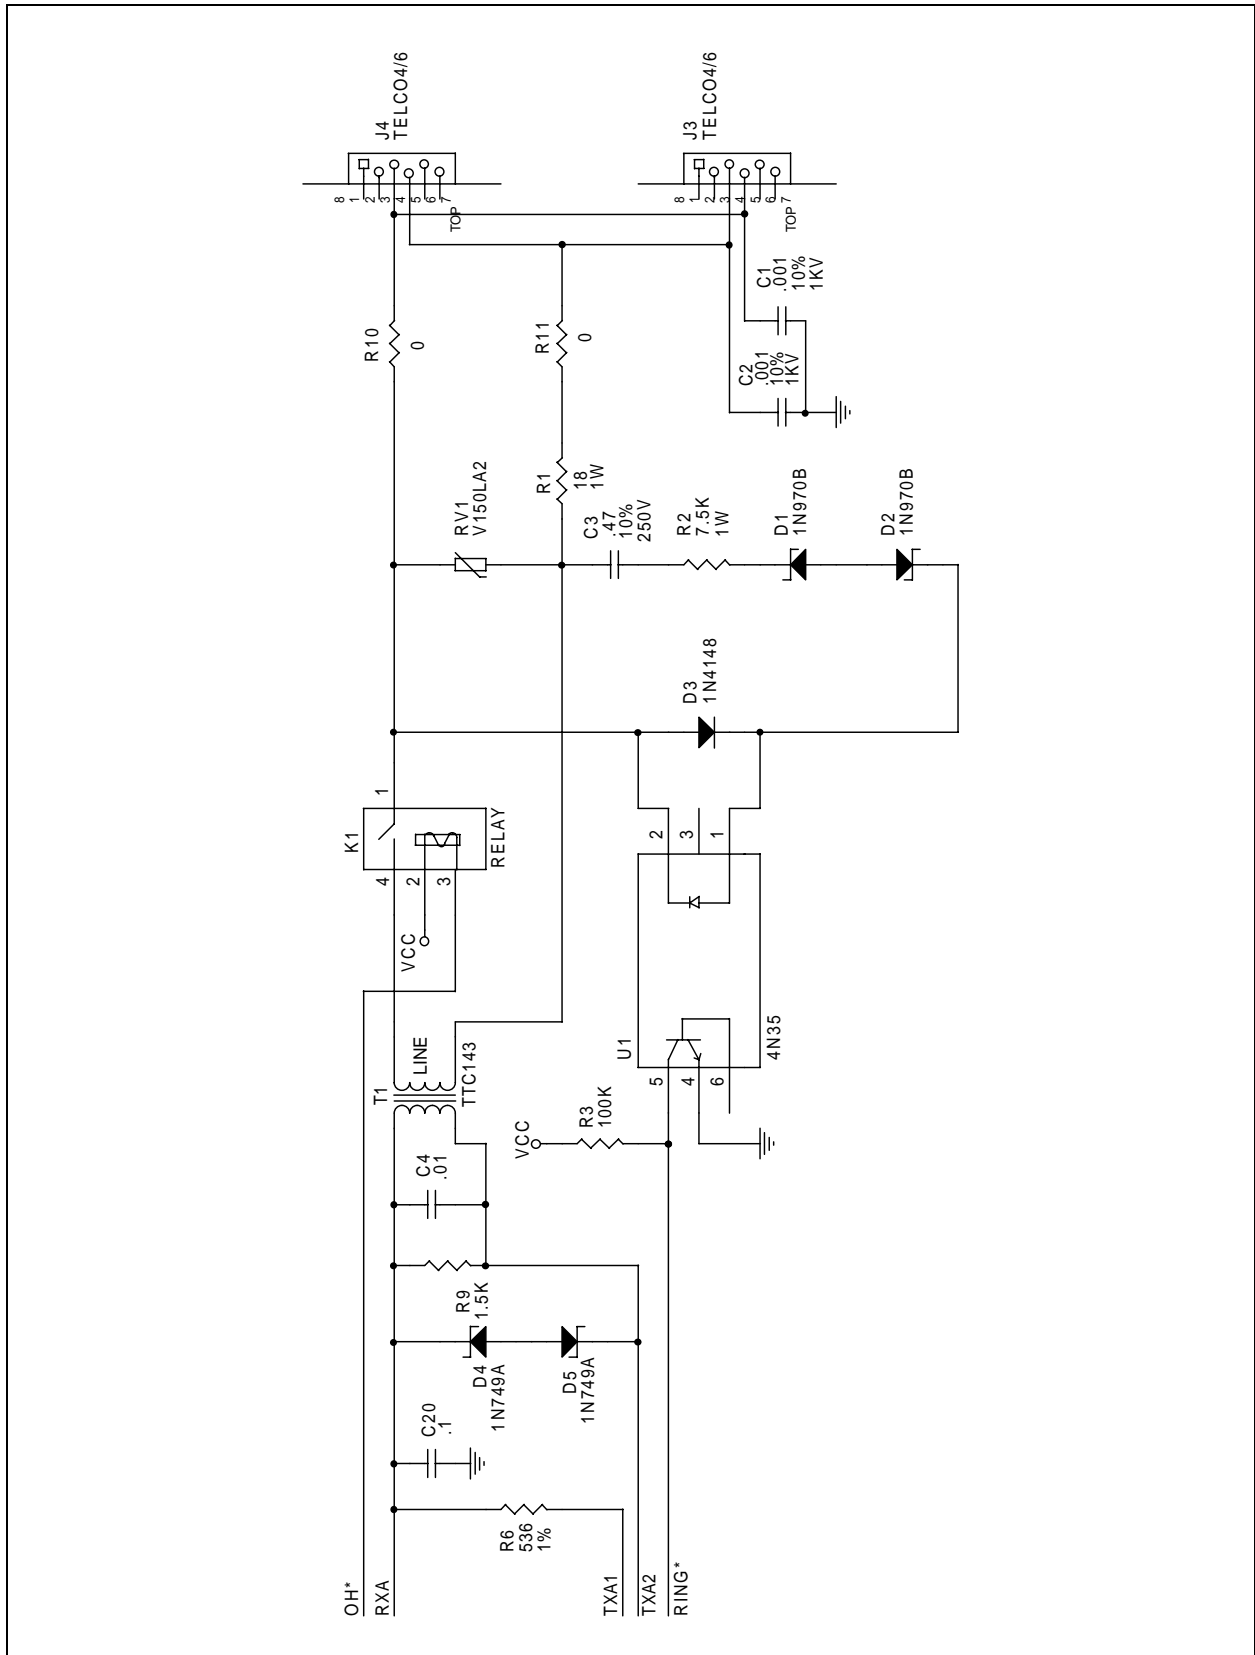 J4
TELCO4/6
8
1
2
3
4
5
6
7
TOP
J3
TELCO4/6
8
1
2
3
4
5
6
7
TOP
R10
0
R11
0
C1
.001
10%
1KV
C2
.001
10%
1KV
RV1
V150LA2
R1
18
1W
C3
.47
10%
250V
R2
7.5K
1W
D1
1N970B
D2
1N970B
D3
1N4148
K1
1
4
2
3
RELAY
VCC
T1
LINE
TTC143
U1
2
3
1
5
4
6
4N35
VCC
R3
100K
C4
.01
R9
1.5K
D4
1N749A
D5
1N749A
C20
.1
R6
536
1%
OH*
RXA
TXA1
TXA2
RING*